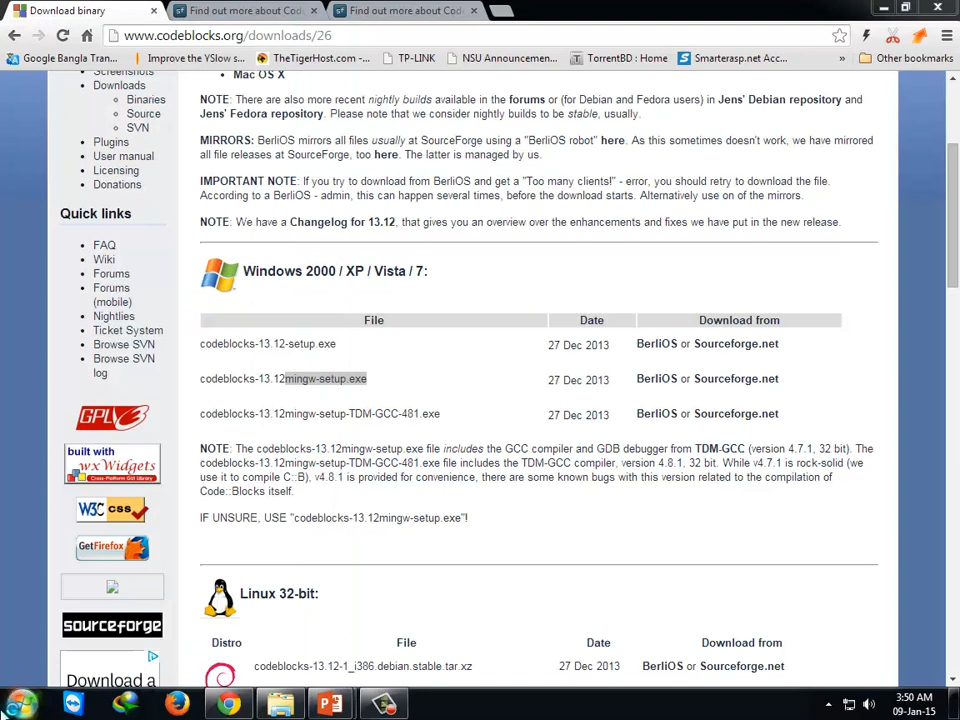 Download binary
Find out more about Code
Find out more about Code
www.codeblocks.org/downloads/26
Google Bangla Tran...
Improve the YSlow s...
TheTigerHost.com -...
TP-LINK
NSU Announcemen...
TorrentBD : Home
Smarterasp.net Acc...
»
Other bookmarks
Screenshots
Downloads
Binaries
Source
SVN
Plugins
User manual
Licensing
Donations
Quick links
FAQ
Wiki
Forums
Forums
(mobile)
Nightlies
Ticket System
Browse SVN
Browse SVN
log
GPL 3
built with
wxWidgets
Cross-Platform GUI Library
W3C css
GetFirefox
sourceforge
Download a
Mac OS X
NOTE: There are also more recent nightly builds available in the forums or (for Debian and Fedora users) in Jens' Debian repository and
Jens' Fedora repository. Please note that we consider nightly builds to be stable, usually.
MIRRORS: BerliOS mirrors all files usually at SourceForge using a "BerliOS robot" here. As this sometimes doesn't work, we have mirrored
all file releases at SourceForge, too here. The latter is managed by us.
IMPORTANT NOTE: If you try to download from BerliOS and get a "Too many clients!" - error, you should retry to download the file.
According to a BerliOS - admin, this can happen several times, before the download starts. Alternatively use on of the mirrors.
NOTE: We have a Changelog for 13.12, that gives you an overview over the enhancements and fixes we have put in the new release.
Windows 2000 / XP / Vista / 7:
File Date Download from
codeblocks-13.12-setup.exe 27 Dec 2013 BerliOS or Sourceforge.net
codeblocks-13.12mingw-setup.exe 27 Dec 2013 BerliOS or Sourceforge.net
codeblocks-13.12mingw-setup-TDM-GCC-481.exe 27 Dec 2013 BerliOS or Sourceforge.net
NOTE: The codeblocks-13.12mingw-setup.exe file includes the GCC compiler and GDB debugger from TDM-GCC (version 4.7.1, 32 bit). The
codeblocks-13.12mingw-setup-TDM-GCC-481.exe file includes the TDM-GCC compiler, version 4.8.1, 32 bit. While v4.7.1 is rock-solid (we
use it to compile C::B), v4.8.1 is provided for convenience, there are some known bugs with this version related to the compilation of
Code::Blocks itself.
IF UNSURE, USE "codeblocks-13.12mingw-setup.exe"!
Linux 32-bit:
Distro File Date Download from
codeblocks-13.12-1_i386.debian.stable.tar.xz 27 Dec 2013 BerliOS or Sourceforge.net
3:50 AM
09-Jan-15